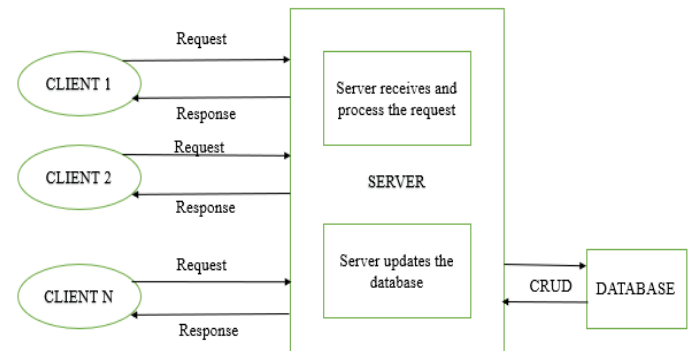 Request
CLIENT 1
Response
Server receives and
process the request
Request
CLIENT 2
Response
SERVER
Request
CLIENT N
Response
Server updates the
database
CRUD
DATABASE